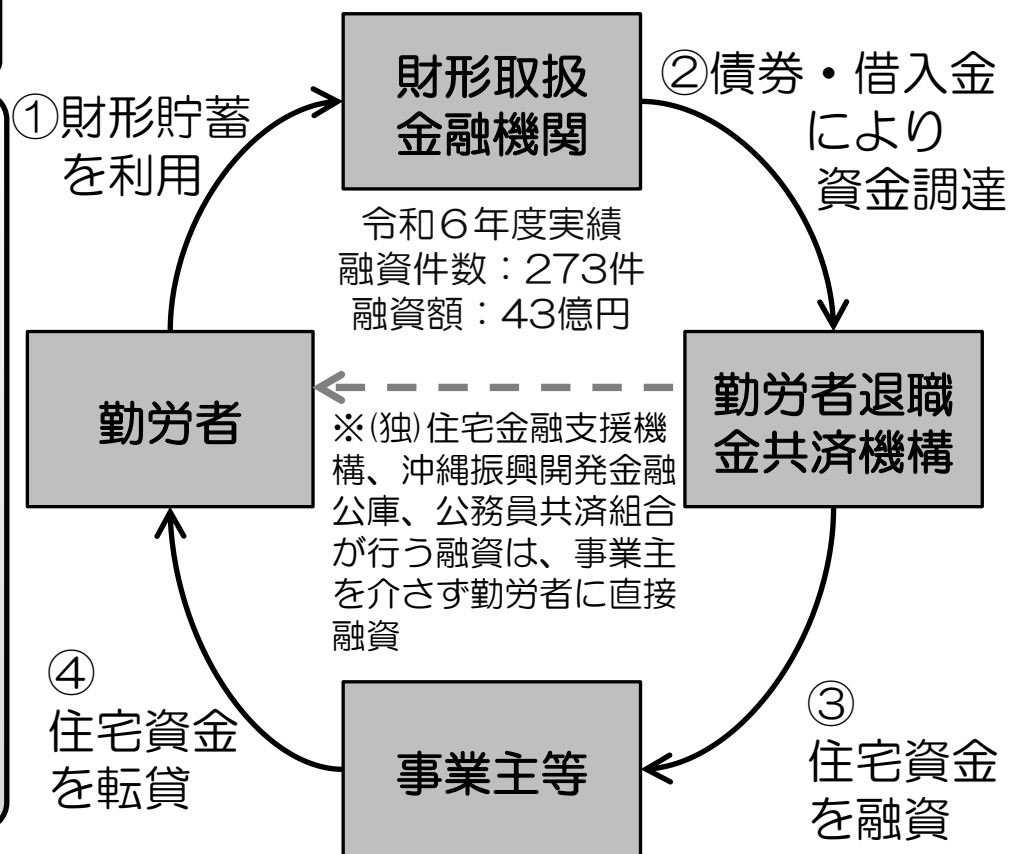 財形取扱
金融機関
①財形貯蓄
を利用
②債券・借入金
により
資金調達
令和６年度実績
融資件数：273件
融資額：43億円
勤労者
勤労者退職
金共済機構
※(独)住宅金融支援機
構、沖縄振興開発金融
公庫、公務員共済組合
が行う融資は、事業主
を介さず勤労者に直接
融資
④
住宅資金
を転貸
事業主等
③
住宅資金
を融資